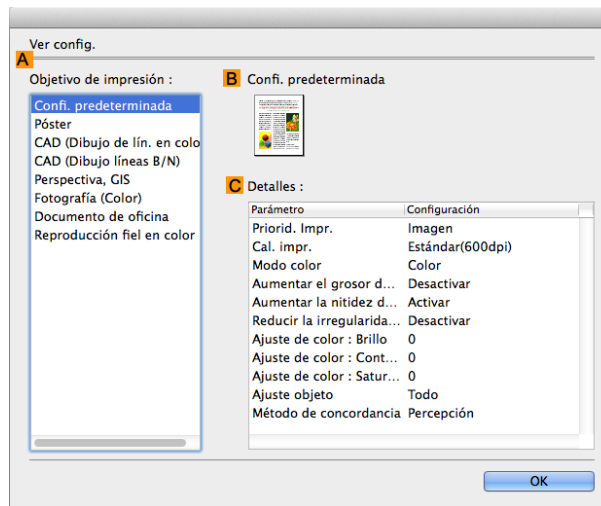 Ver config.
A
Objetivo de impresión :
Confi. predeterminada
Póster
CAD (Dibujo de lín. en colo
CAD (Dibujo líneas B/N)
Perspectiva, GIS
Fotografía (Color)
Documento de oficina
Reproducción fiel en color
B Confi. predeterminada
C Detalles :
Parámetro Configuración
Priorid. Impr. Imagen
Cal. impr. Estándar(600dpi)
Modo color Color
Aumentar el grosor d... Desactivar
Aumentar la nitidez d... Activar
Reducir la irregularida... Desactivar
Ajuste de color : Brillo 0
Ajuste de color : Cont... 0
Ajuste de color : Satur... 0
Ajuste objeto Todo
Método de concordancia Percepción
OK